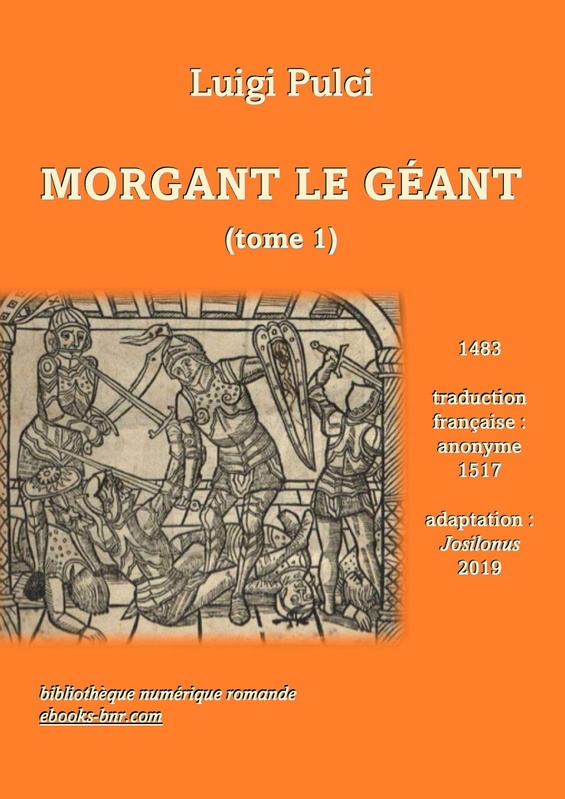 Luigi Pulci
MORGANT LE GÉANT
(tome 1)
1483
traduction
française :
anonyme
1517
adaptation :
Josilonus
2019
bibliothèque numérique romande
ebooks-bnr.com